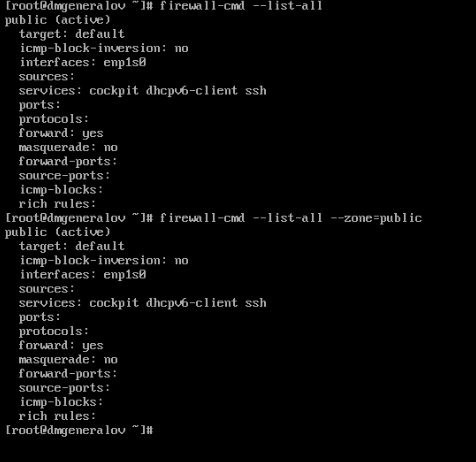 [root@dmgeneralov ~]# firewall-cmd --list-all
public (active)
  target: default
  icmp-block-inversion: no
  interfaces: enp1s0
  sources:
  services: cockpit dhcpv6-client ssh
  ports:
  protocols:
  forward: yes
  masquerade: no
  forward-ports:
  source-ports:
  icmp-blocks:
  rich rules:
[root@dmgeneralov ~]# firewall-cmd --list-all --zone=public
public (active)
  target: default
  icmp-block-inversion: no
  interfaces: enp1s0
  sources:
  services: cockpit dhcpv6-client ssh
  ports:
  protocols:
  forward: yes
  masquerade: no
  forward-ports:
  source-ports:
  icmp-blocks:
  rich rules:
[root@dmgeneralov ~]#